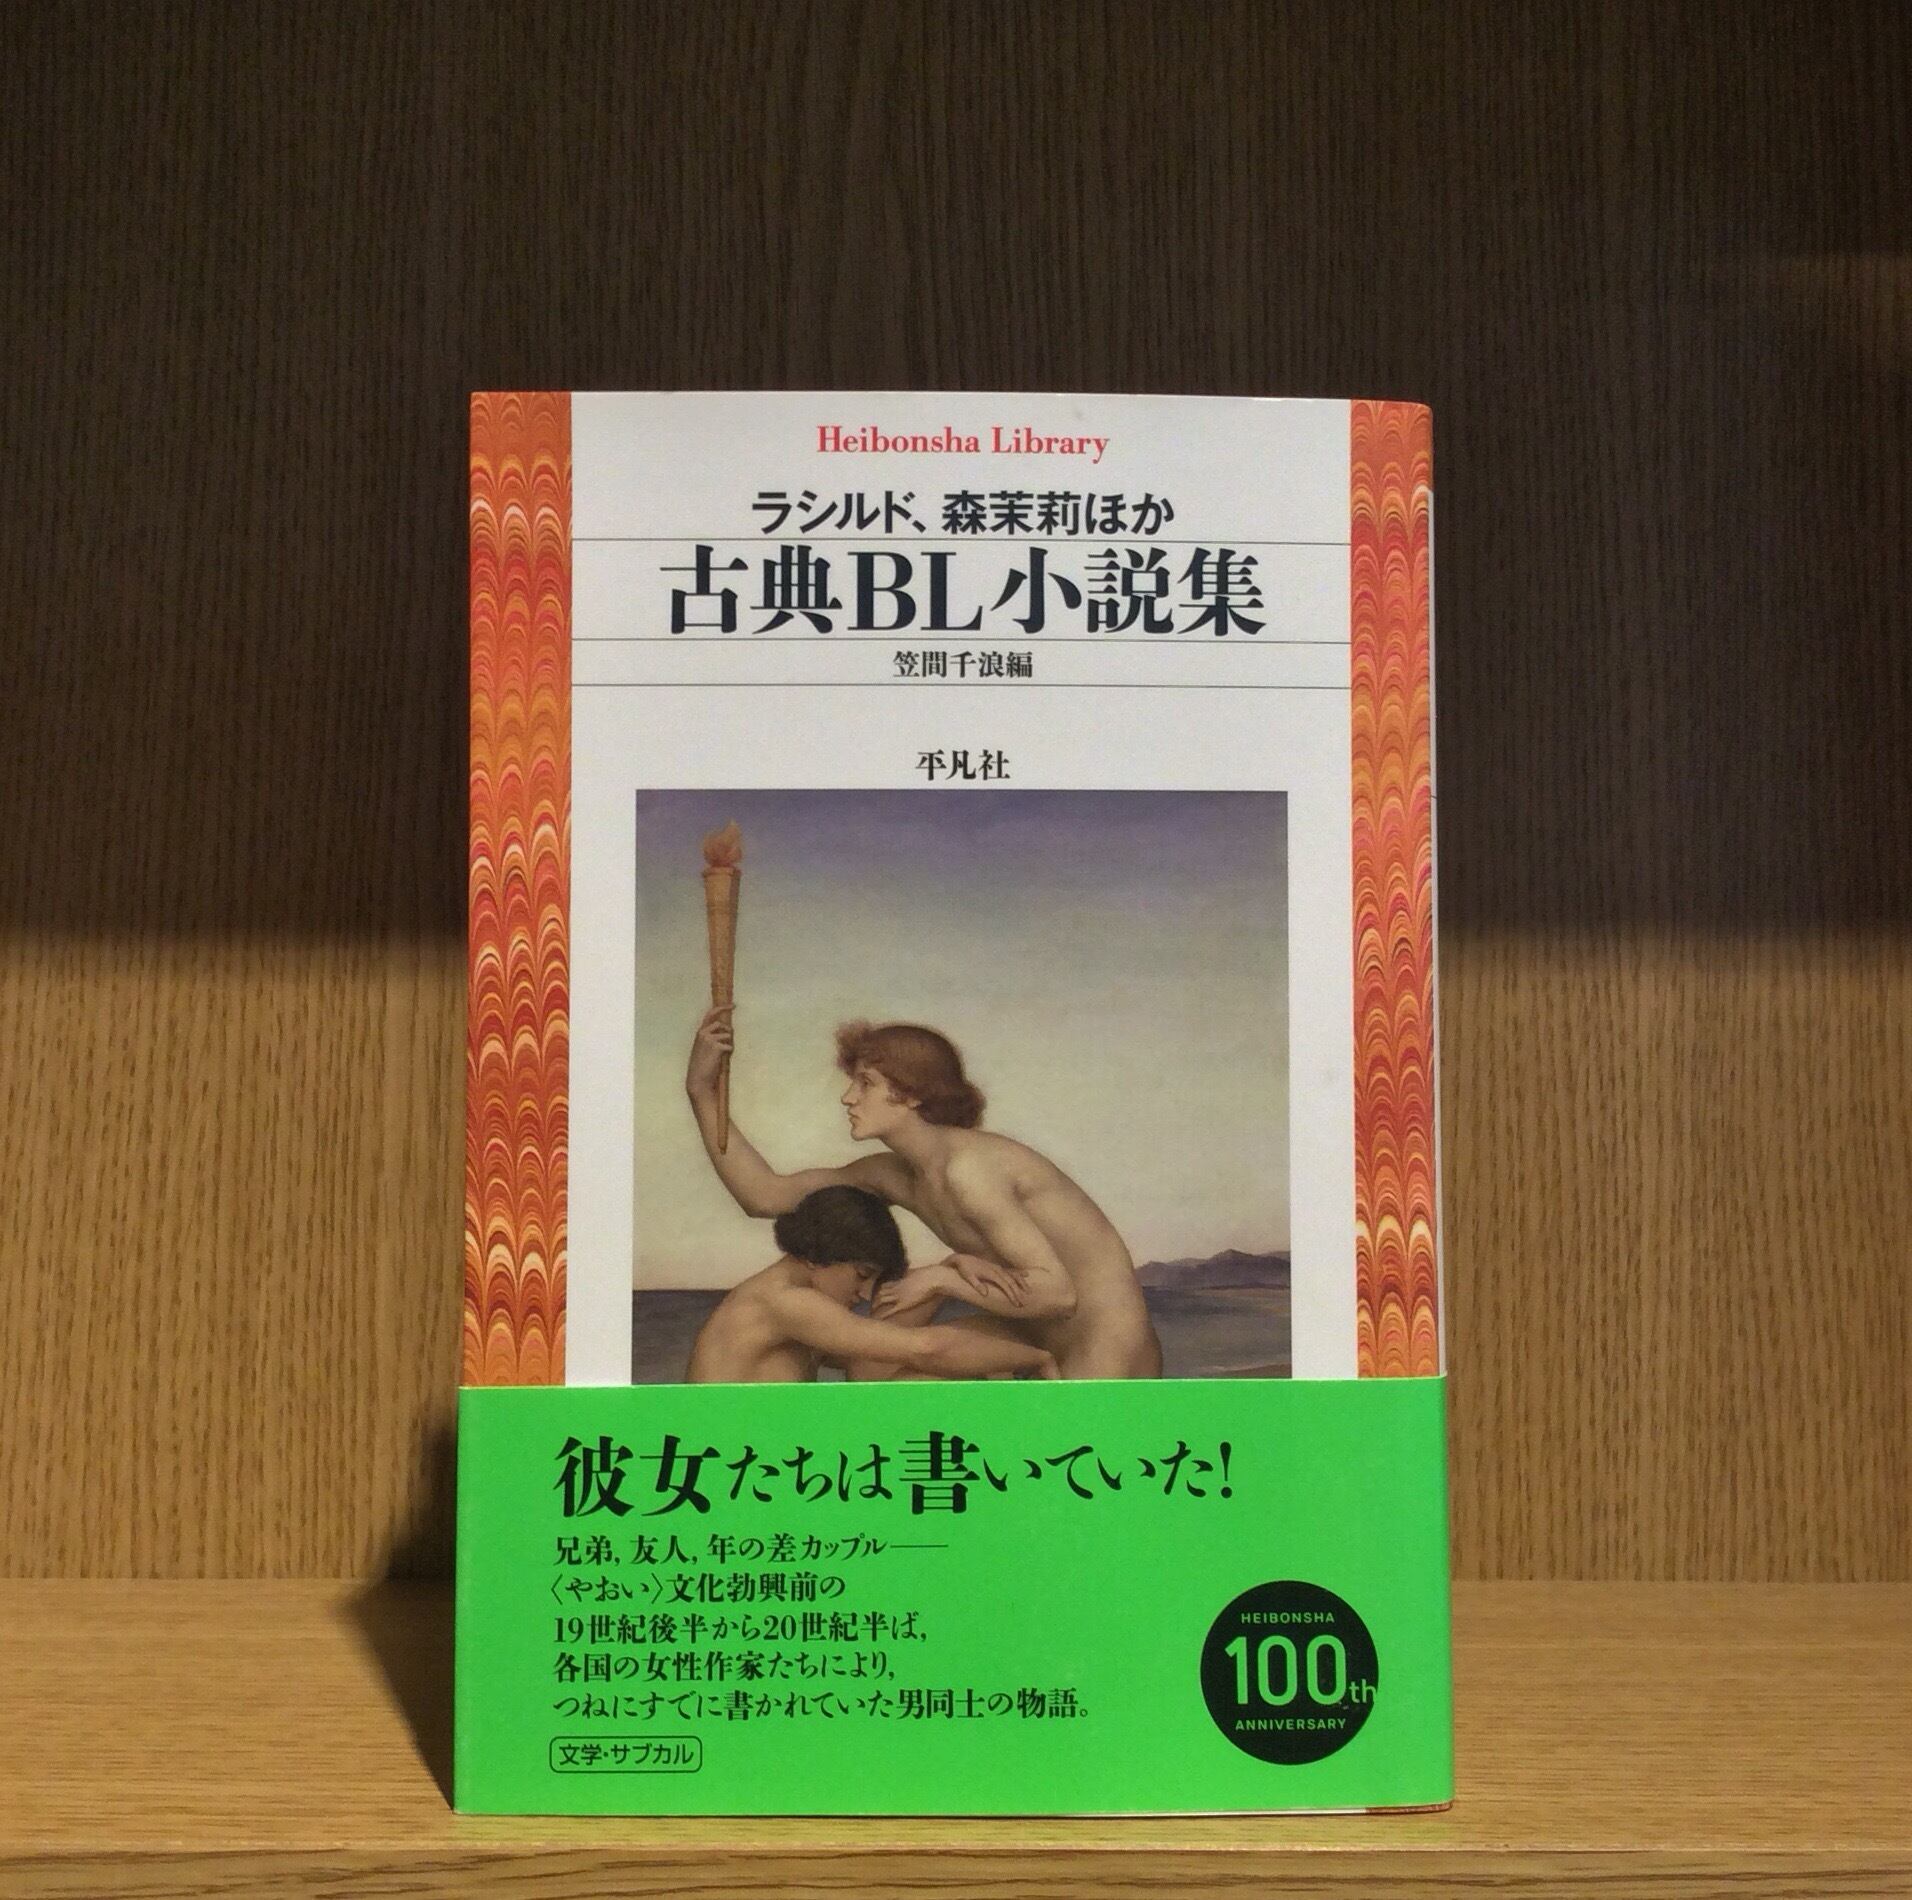 Heibonsha Library
ラシルド、森茉莉ほか
古典BL小説集
笠間千浪編
平凡社
彼女たちは書いていた!
兄弟, 友人, 年の差カップル──
〈やおい〉文化勃興前の
19世紀後半から20世紀半ば,
各国の女性作家たちにより,
つねにすでに書かれていた男同士の物語。
文学・サブカル
HEIBONSHA
100th
ANNIVERSARY